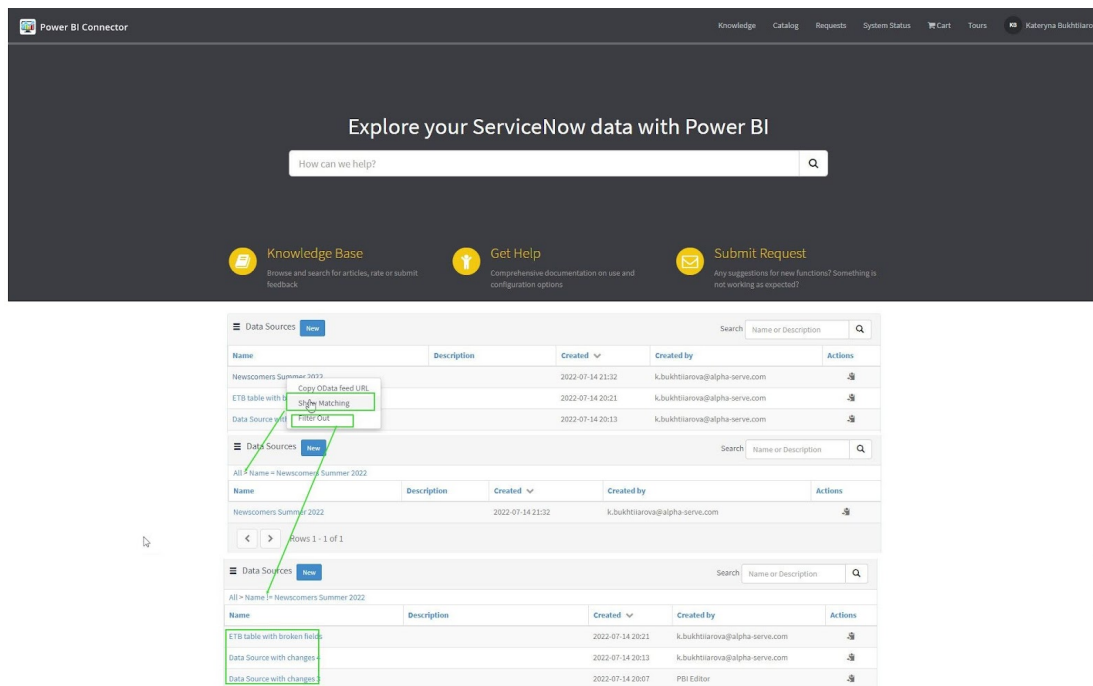 Power BI Connector Knowledge Catalog Requests System Status Cart Tours KB Kateryna Bukhtiiaro
Explore your ServiceNow data with Power BI
How can we help?
Knowledge Base
Browse and search for articles, rate or submit
feedback
Get Help
Comprehensive documentation on use and
configuration options
Submit Request
Any suggestions for new functions? Something is
not working as expected?
Data Sources New Search Name or Description
Name Description Created Created by Actions
Newscomers Summer 2022 2022-07-14 21:32 k.bukhtiiarova@alpha-serve.com
Copy OData feed URL
ETB table with b 2022-07-14 20:21 k.bukhtiiarova@alpha-serve.com
Show Matching
Data Source with 2022-07-14 20:13 k.bukhtiiarova@alpha-serve.com
Filter Out
Data Sources New Search Name or Description
All > Name = Newscomers Summer 2022
Name Description Created Created by Actions
Newscomers Summer 2022 2022-07-14 21:32 k.bukhtiiarova@alpha-serve.com
Rows 1 - 1 of 1
Data Sources New Search Name or Description
All > Name != Newscomers Summer 2022
Name Description Created Created by Actions
ETB table with broken fields 2022-07-14 20:21 k.bukhtiiarova@alpha-serve.com
Data Source with changes 4 2022-07-14 20:13 k.bukhtiiarova@alpha-serve.com
Data Source with changes 3 2022-07-14 20:07 PBI Editor